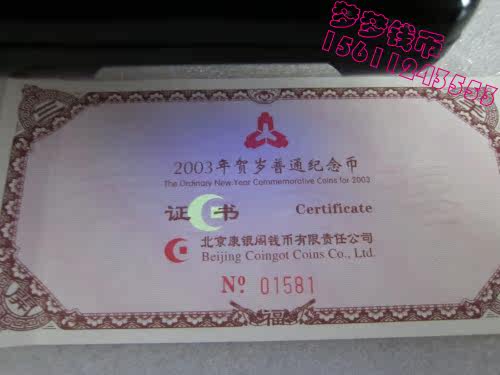 梦梦钱币
15611243553
2003年贺岁普通纪念币
The Ordinary New Year Commemorative Coins for 2003
证 书 Certificate
北京康银阁钱币有限责任公司
Beijing Coingot Coins Co., Ltd.
Nº 01581
福